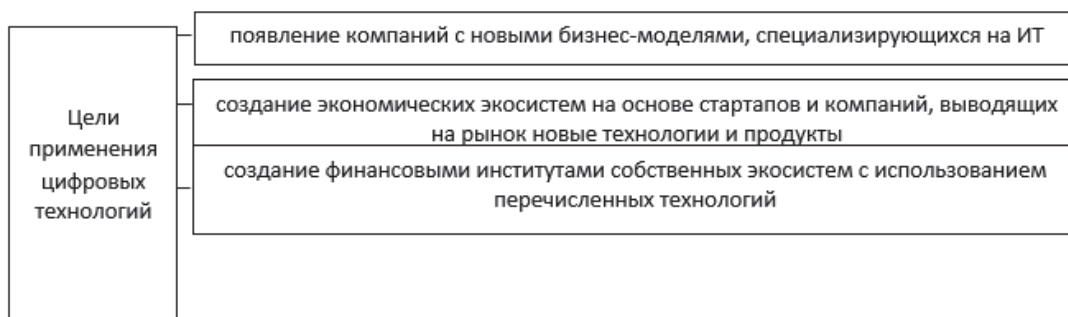 Цели
применения
цифровых
технологий
появление компаний с новыми бизнес-моделями, специализирующихся на ИТ
создание экономических экосистем на основе стартапов и компаний, выводящих
на рынок новые технологии и продукты
создание финансовыми институтами собственных экосистем с использованием
перечисленных технологий